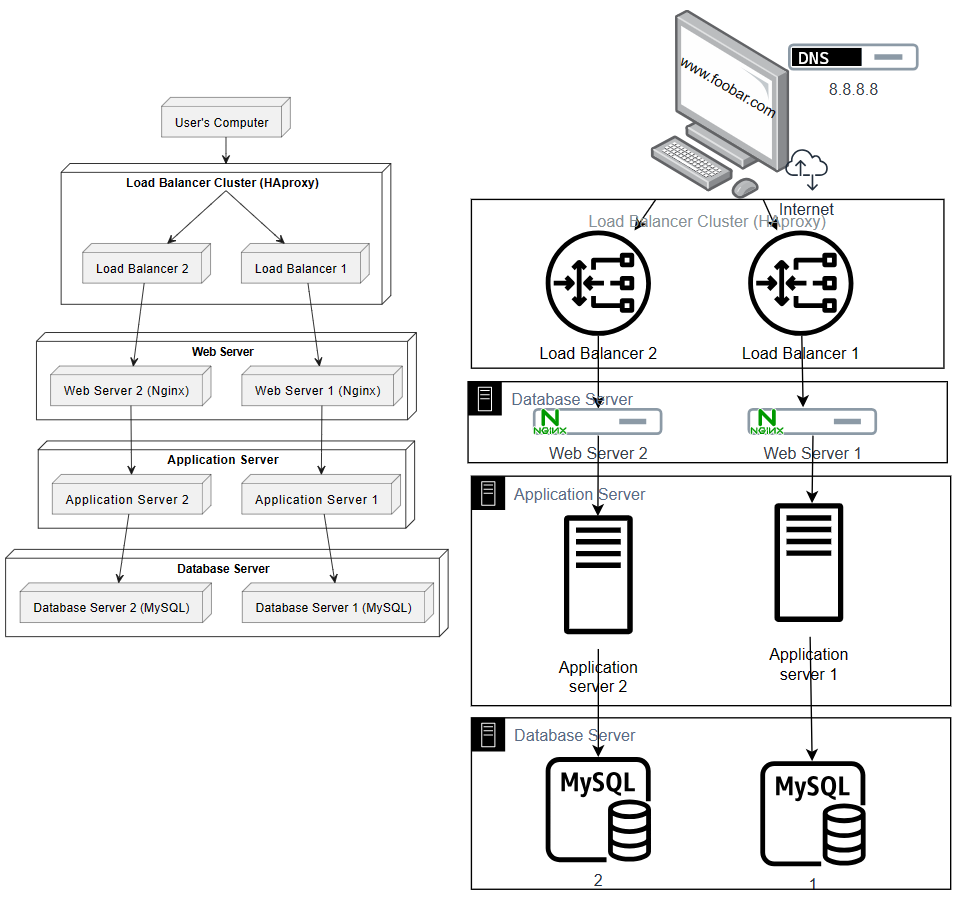 User's Computer
Load Balancer Cluster (HAproxy)
Load Balancer 2
Load Balancer 1
Web Server
Web Server 2 (Nginx)
Web Server 1 (Nginx)
Application Server
Application Server 2
Application Server 1
Database Server
Database Server 2 (MySQL)
Database Server 1 (MySQL)
www.foobar.com
DNS
8.8.8.8
Internet
Load Balancer Cluster (HAproxy)
Load Balancer 2
Load Balancer 1
Database Server
N
NGINX
N
NGINX
Web Server 2
Web Server 1
Application Server
Application
server 2
Application
server 1
Database Server
MySQL
MySQL
2
1